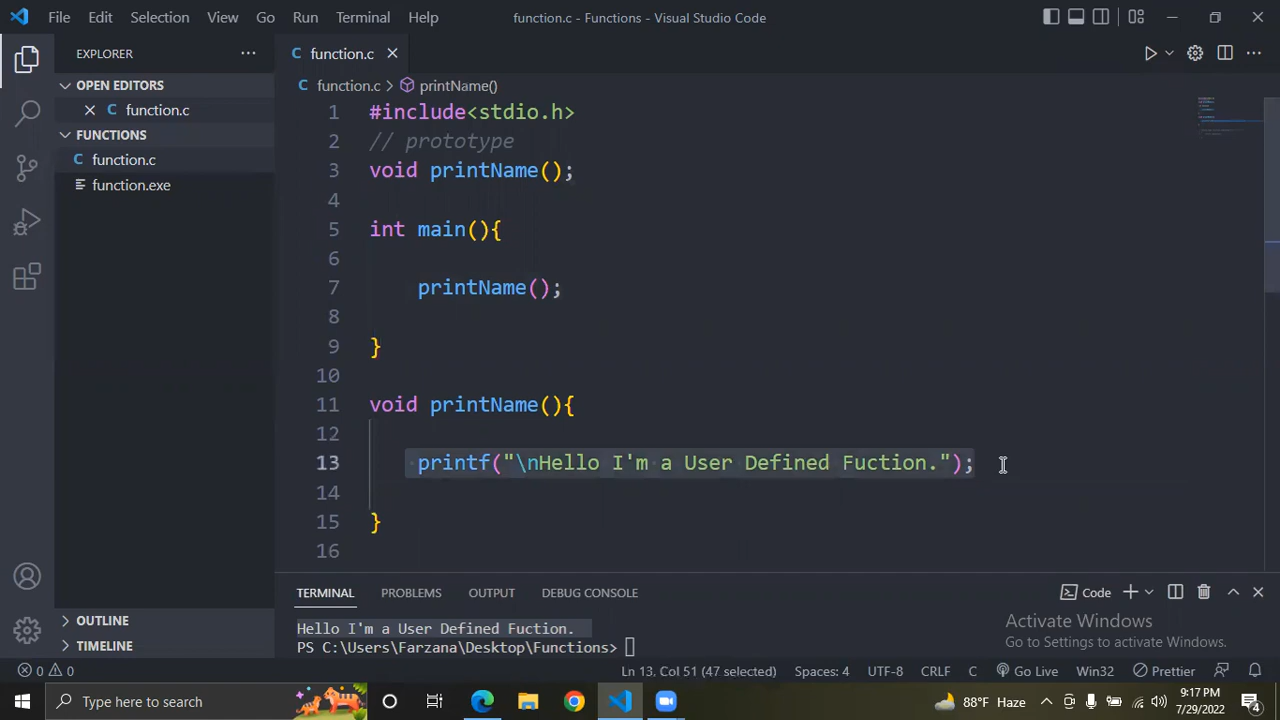 File Edit Selection View Go Run Terminal Help function.c - Functions - Visual Studio Code
EXPLORER
OPEN EDITORS
function.c
FUNCTIONS
function.c
function.exe
OUTLINE
TIMELINE
function.c
function.c > printName()
1 #include<stdio.h>
2 // prototype
3 void printName();
4
5 int main(){
6
7 printName();
8
9 }
10
11 void printName(){
12
13 printf("\nHello I'm a User Defined Fuction.");
14
15 }
16
TERMINAL PROBLEMS OUTPUT DEBUG CONSOLE Code
Hello I'm a User Defined Fuction.
PS C:\Users\Farzana\Desktop\Functions>
Activate Windows
Go to Settings to activate Windows.
0 0 Ln 13, Col 51 (47 selected) Spaces: 4 UTF-8 CRLF C Go Live Win32 Prettier
Type here to search 88°F Haze 9:17 PM
7/29/2022 4